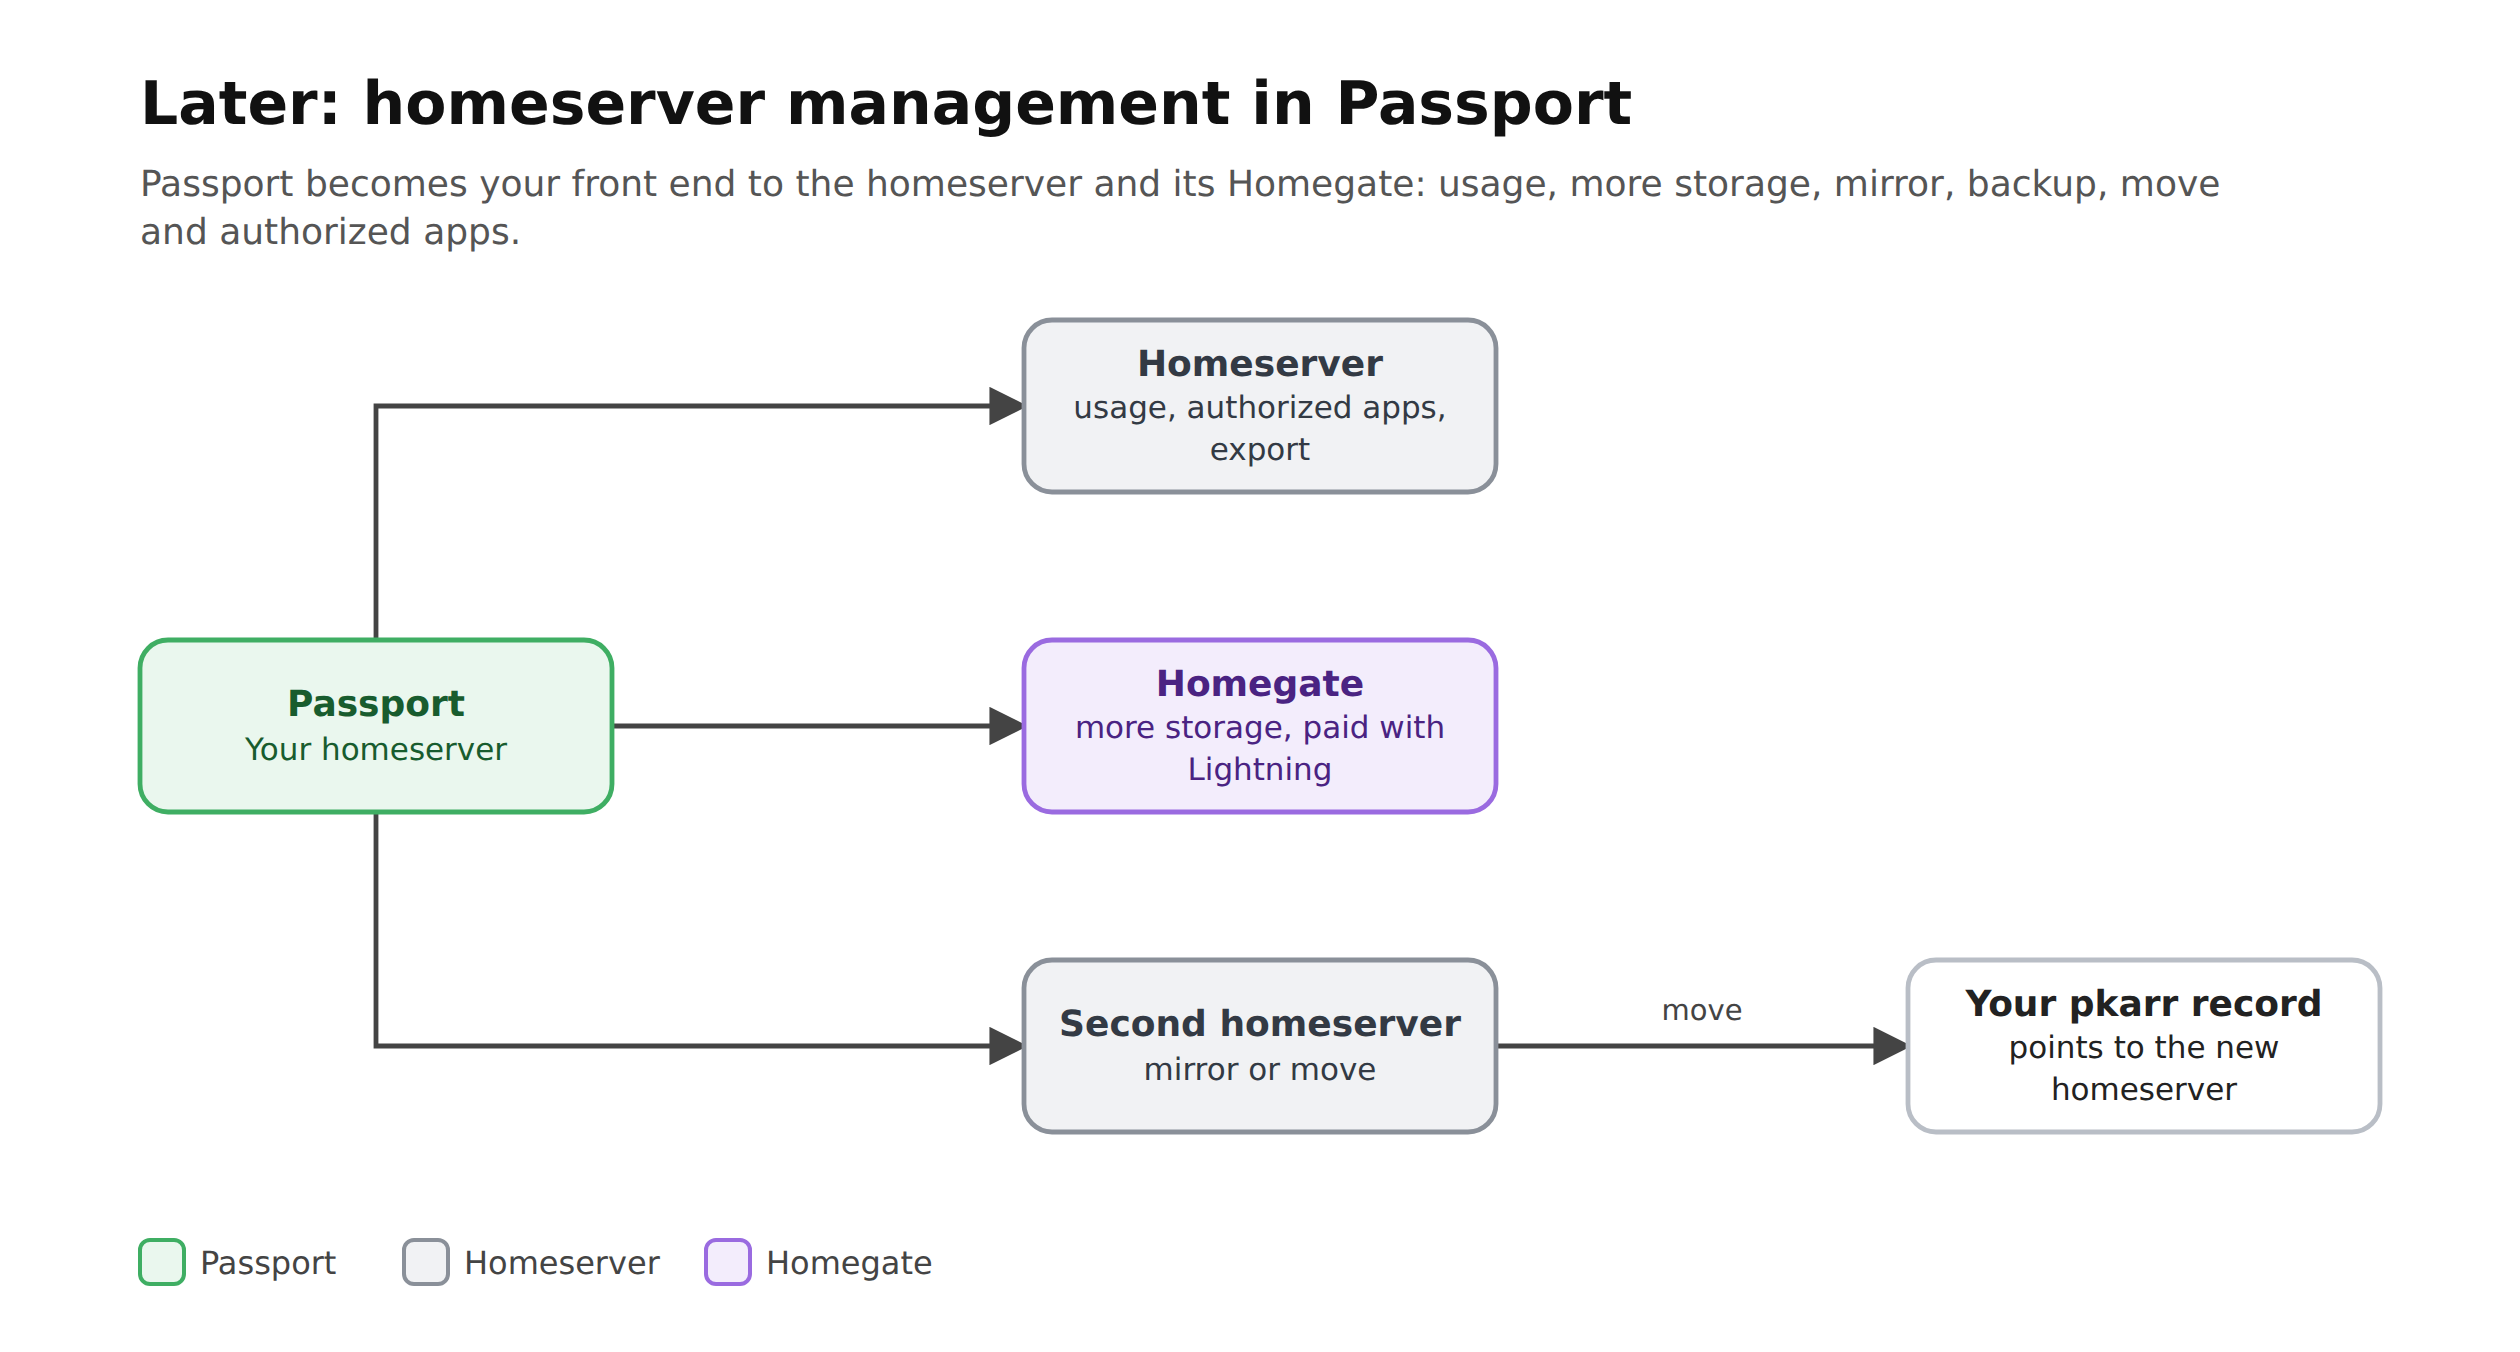 Later: homeserver management in Passport
Passport becomes your front end to the homeserver and its Homegate: usage, more storage, mirror, backup, move
and authorized apps.
Homeserver
usage, authorized apps,
export
Passport
Your homeserver
Homegate
more storage, paid with
Lightning
Second homeserver
mirror or move
move
Your pkarr record
points to the new
homeserver
Passport
Homeserver
Homegate